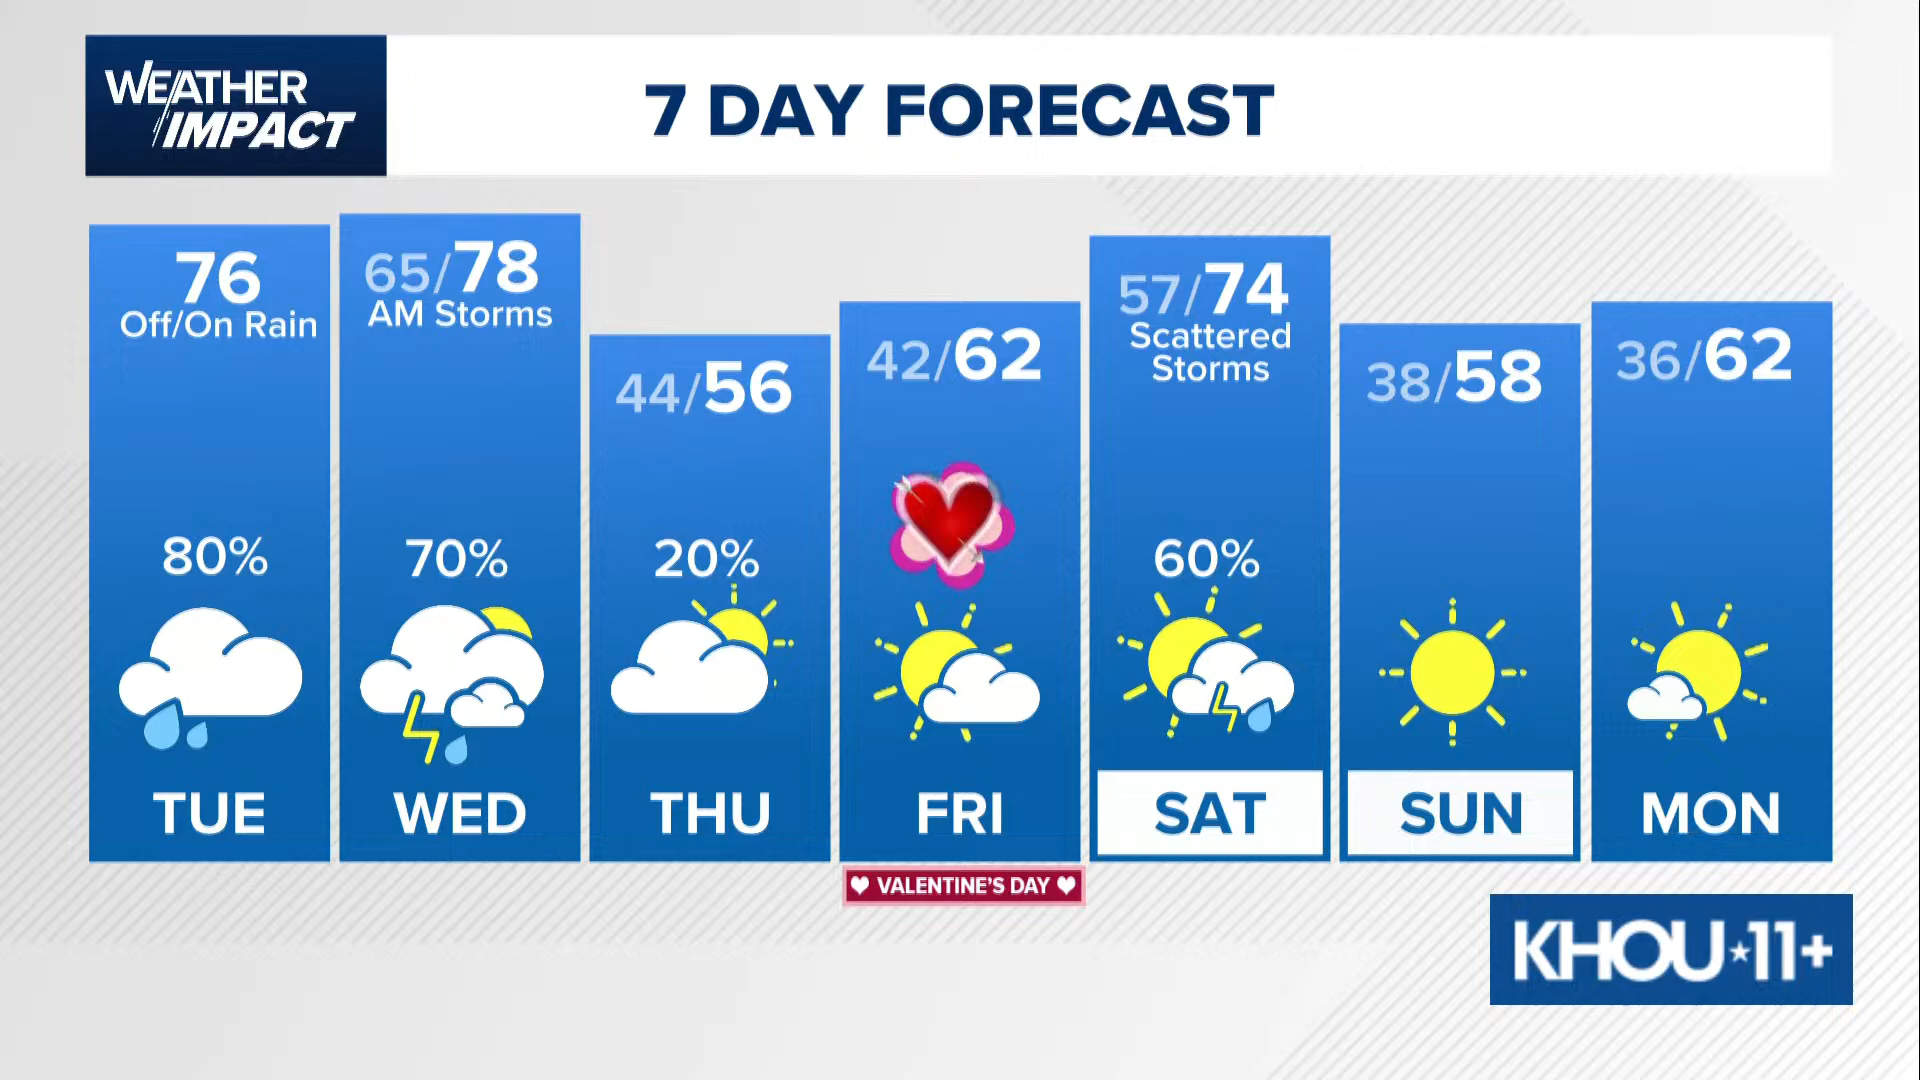 WEATHER
IMPACT
7 DAY FORECAST
76
Off/On Rain
80%
TUE
65/78
AM Storms
70%
WED
44/56
20%
THU
42/62
FRI
VALENTINE'S DAY
57/74
Scattered
Storms
60%
SAT
38/58
SUN
36/62
MON
KHOU★11+